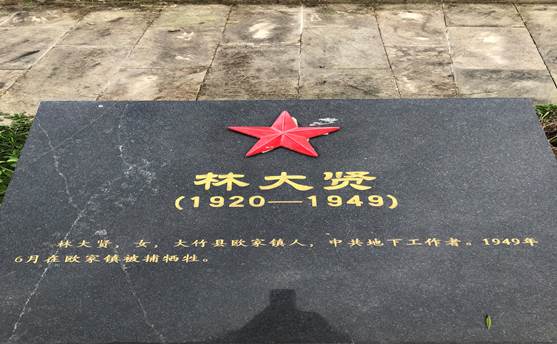 林大贤
(1920—1949)
林大贤，女，大竹县欧家镇人，中共地下工作者。1949年
6月在欧家镇被捕牺牲。